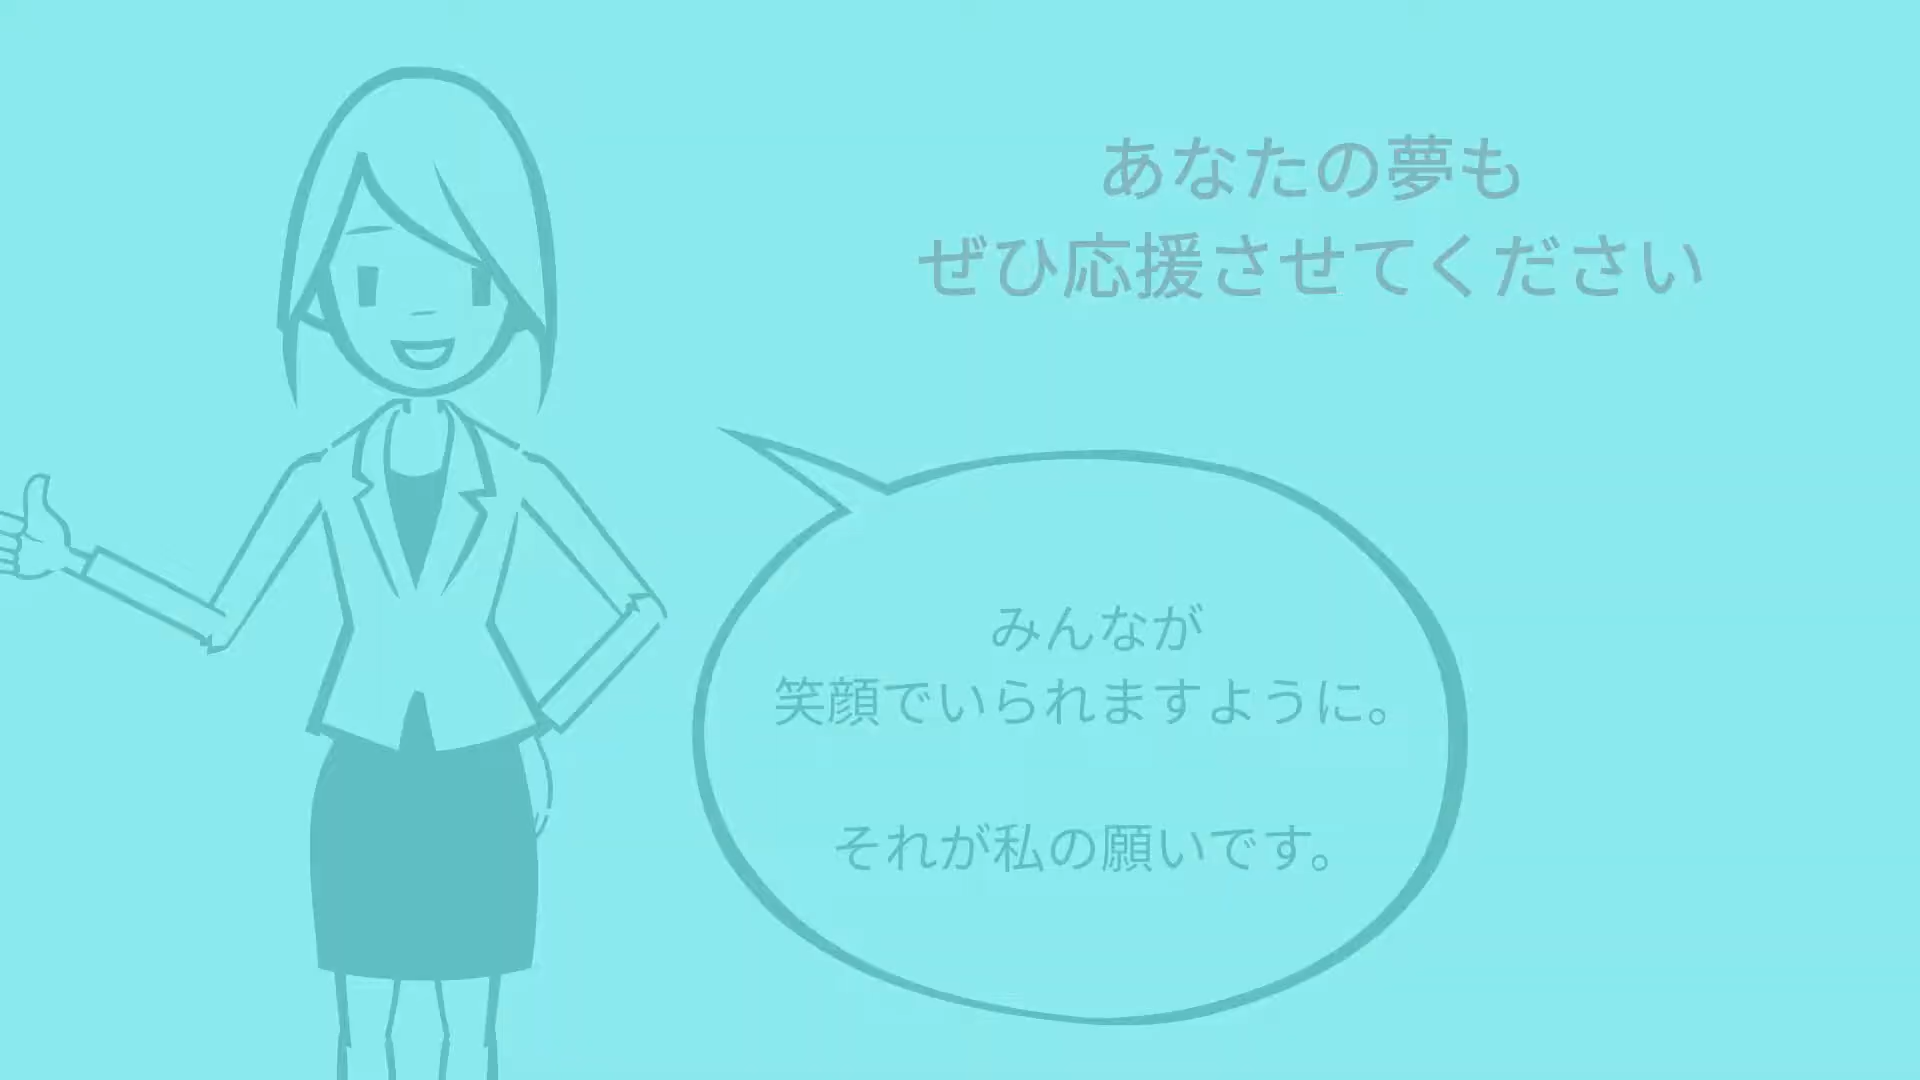 あなたの夢も
ぜひ応援させてください
みんなが
笑顔でいられますように。
それが私の願いです。